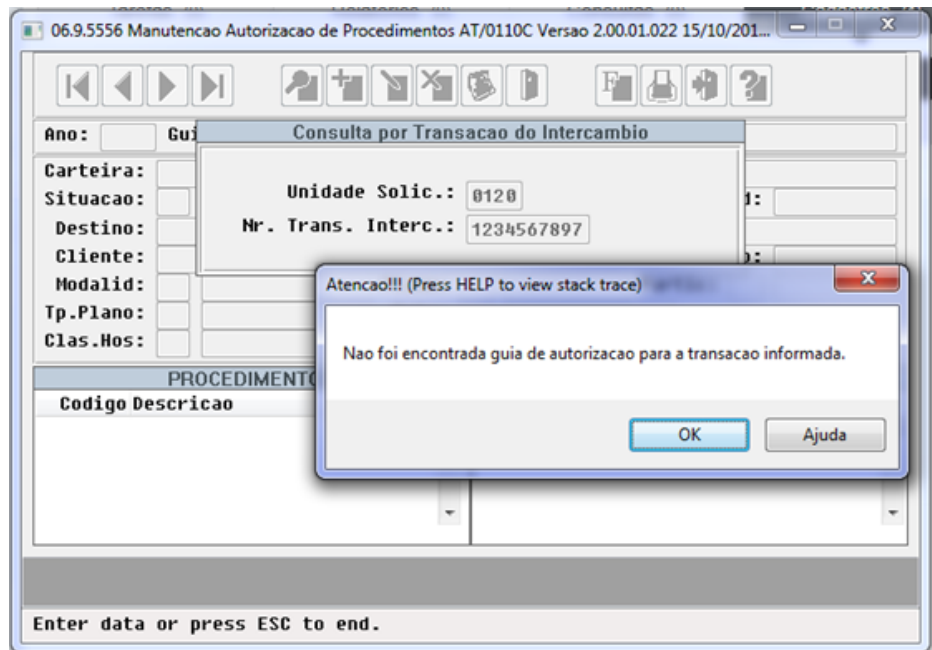 06.9.5556 Manutencao Autorizacao de Procedimentos AT/0110C Versao 2.00.01.022 15/10/201...
Ano: Gui
Consulta por Transacao do Intercambio
Carteira:
Unidade Solic.: 0120
Situacao:
d:
Destino:
Nr. Trans. Interc.: 1234567897
Cliente:
o:
Modalid:
Atencao!!! (Press HELP to view stack trace)
Tp.Plano:
Clas.Hos:
Nao foi encontrada guia de autorizacao para a transacao informada.
PROCEDIMENTO
Codigo Descricao
OK Ajuda
Enter data or press ESC to end.